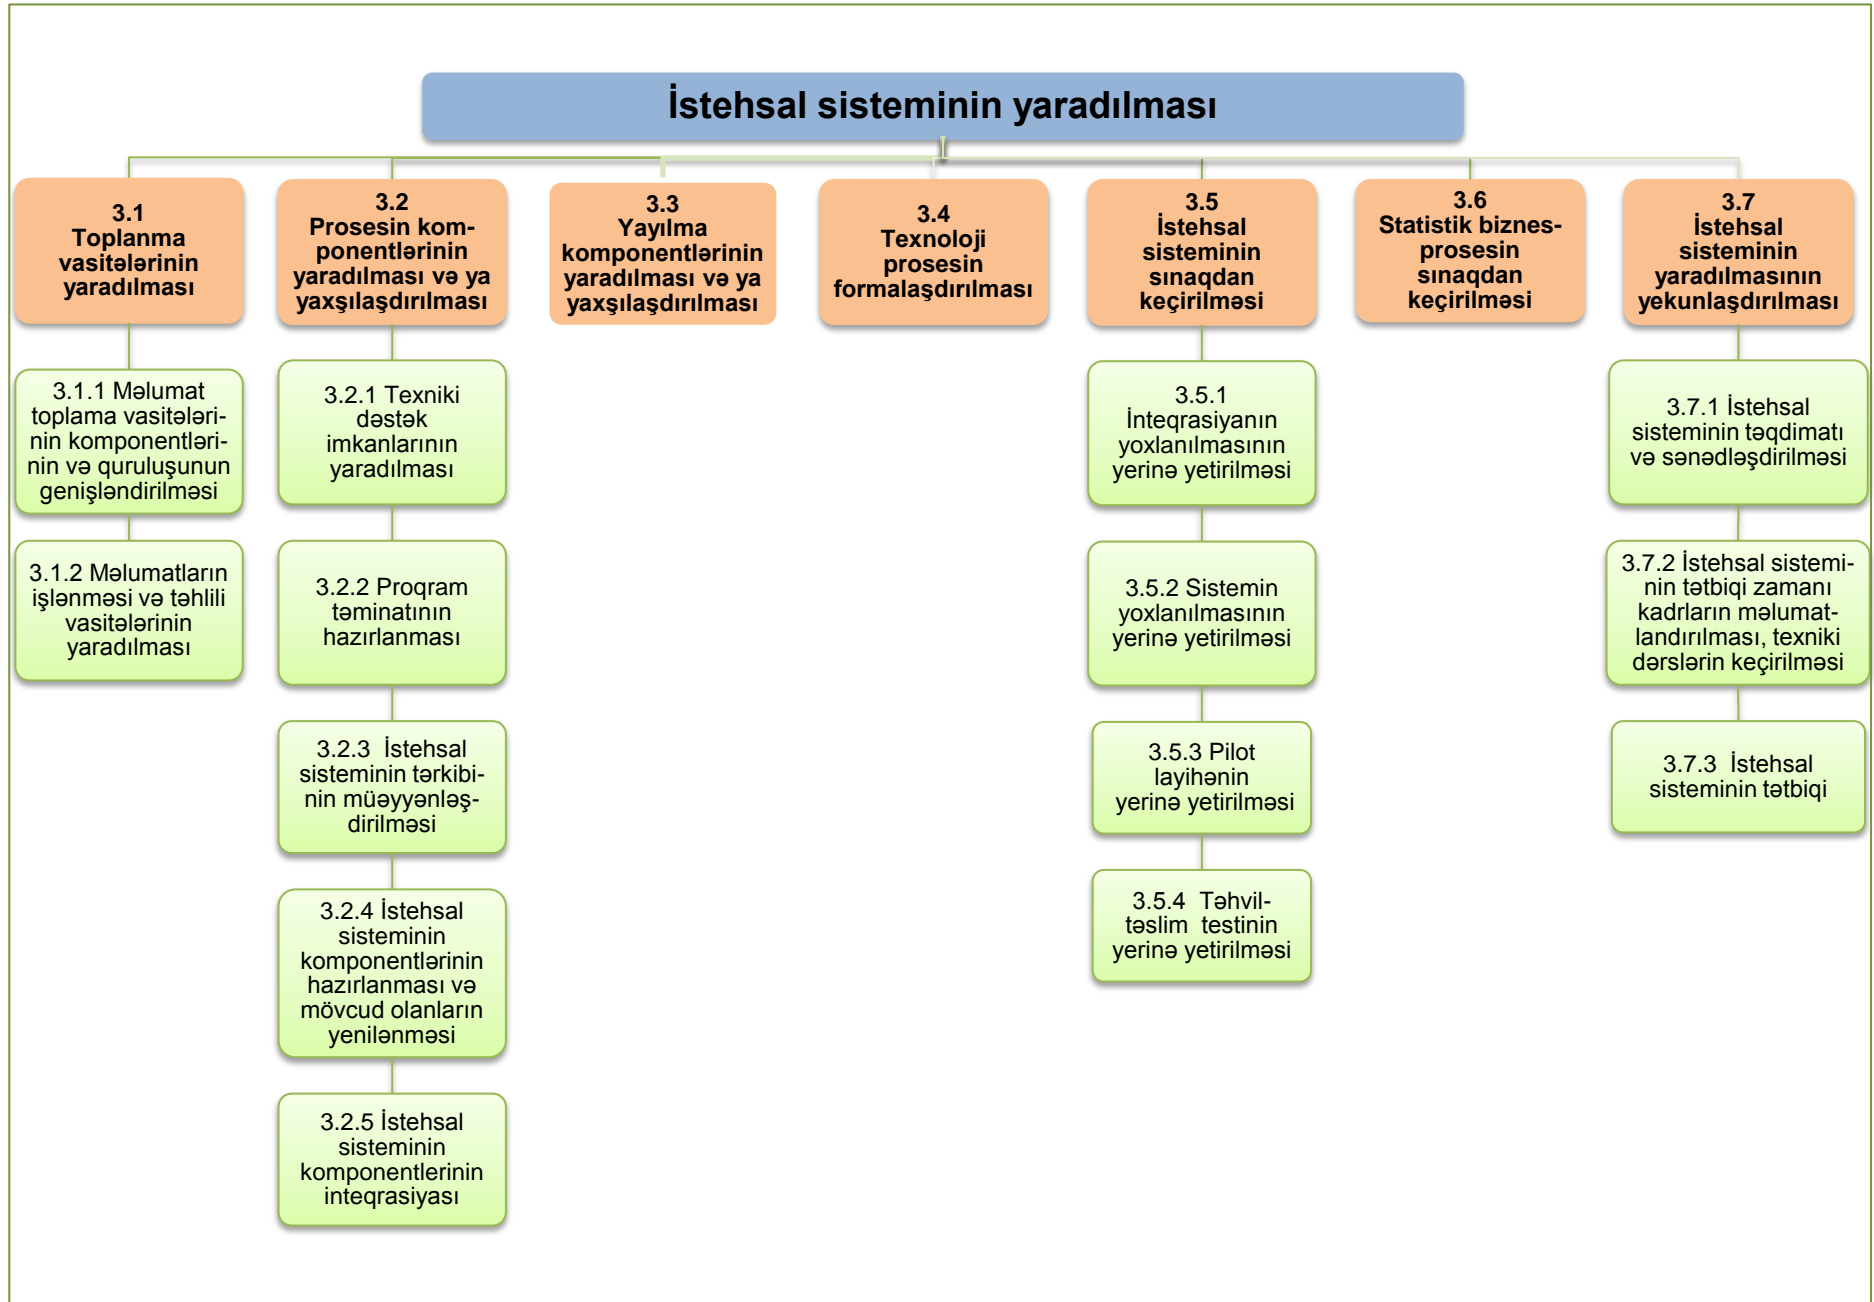 İstehsal sisteminin yaradılması
3.1
Toplanma
vasitələrinin
yaradılması
3.2
Prosesin kom-
ponentlərinin
yaradılması və ya
yaxşılaşdırılması
3.3
Yayılma
komponentlərinin
yaradılması və ya
yaxşılaşdırılması
3.4
Texnoloji
prosesin
formalaşdırılması
3.5
İstehsal
sisteminin
sınaqdan
keçirilməsi
3.6
Statistik biznes-
prosesin
sınaqdan
keçirilməsi
3.7
İstehsal
sisteminin
yaradılmasının
yekunlaşdırılması
3.1.1 Məlumat
toplama vasitələri-
nin komponentləri-
nin və quruluşunun
genişləndirilməsi
3.1.2 Məlumatların
işlənməsi və təhlili
vasitələrinin
yaradılması
3.2.1 Texniki
dəstək
imkanlarının
yaradılması
3.2.2 Proqram
təminatının
hazırlanması
3.2.3 İstehsal
sisteminin tərkibi-
nin müəyyənləş-
dirilməsi
3.2.4 İstehsal
sisteminin
komponentlərinin
hazırlanması və
mövcud olanların
yenilənməsi
3.2.5 İstehsal
sisteminin
komponentlerinin
inteqrasiyası
3.5.1
İnteqrasiyanın
yoxlanılmasının
yerinə yetirilməsi
3.5.2 Sistemin
yoxlanılmasının
yerinə yetirilməsi
3.5.3 Pilot
layihənin
yerinə yetirilməsi
3.5.4 Təhvil-
təslim testinin
yerinə yetirilməsi
3.7.1 İstehsal
sisteminin təqdimatı
və sənədləşdirilməsi
3.7.2 İstehsal sistemi-
nin tətbiqi zamanı
kadrların məlumat-
landırılması, texniki
dərslərin keçirilməsi
3.7.3 İstehsal
sisteminin tətbiqi